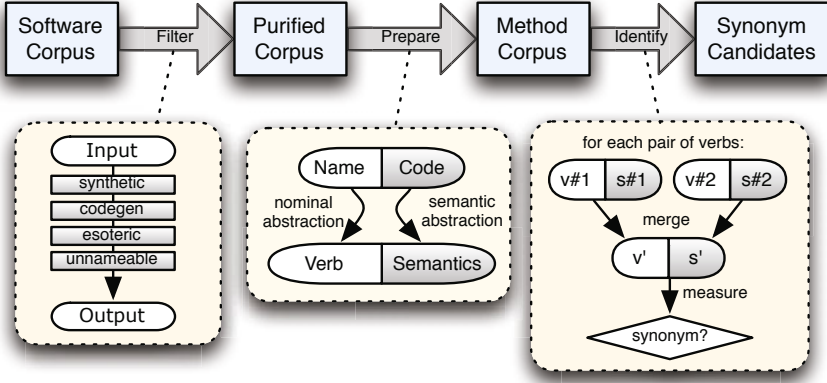 Software Corpus
Filter
Purified Corpus
Prepare
Method Corpus
Identify
Synonym Candidates
Input
synthetic
codegen
esoteric
unnameable
Output
Name Code
nominal abstraction
semantic abstraction
Verb Semantics
for each pair of verbs:
v#1 s#1 v#2 s#2
merge
v' s'
measure
synonym?